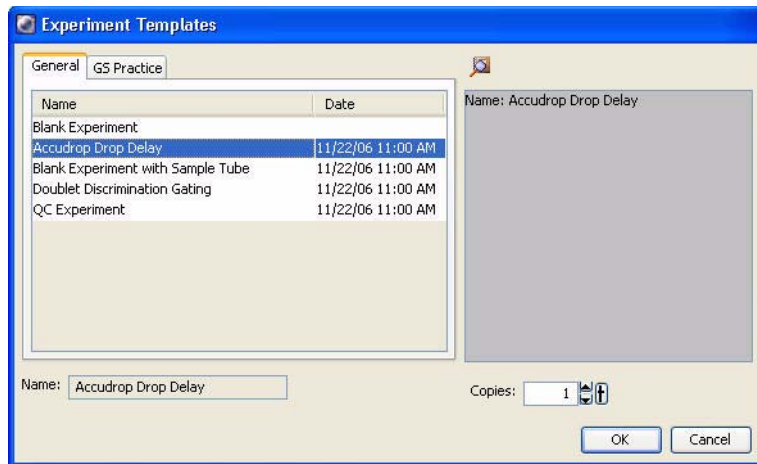 Experiment Templates
General GS Practice
Name Date
Blank Experiment
Accudrop Drop Delay 11/22/06 11:00 AM
Blank Experiment with Sample Tube 11/22/06 11:00 AM
Doublet Discrimination Gating 11/22/06 11:00 AM
QC Experiment 11/22/06 11:00 AM
Name: Accudrop Drop Delay
Name: Accudrop Drop Delay
Copies: 1
OK Cancel